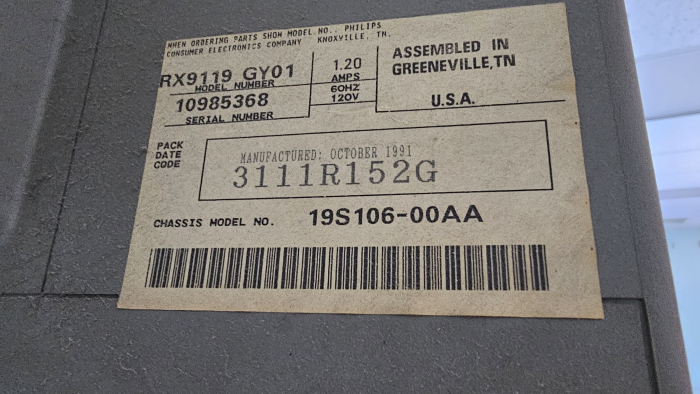 WHEN ORDERING PARTS SHOW MODEL NO., PHILIPS
CONSUMER ELECTRONICS COMPANY KNOXVILLE, TN.
RX9119 GY01
MODEL NUMBER
10985368
SERIAL NUMBER
1.20
AMPS
60HZ
120V
ASSEMBLED IN
GREENEVILLE,TN
U.S.A.
PACK
DATE
CODE
MANUFACTURED: OCTOBER 1991
3111R152G
CHASSIS MODEL NO. 19S106-00AA